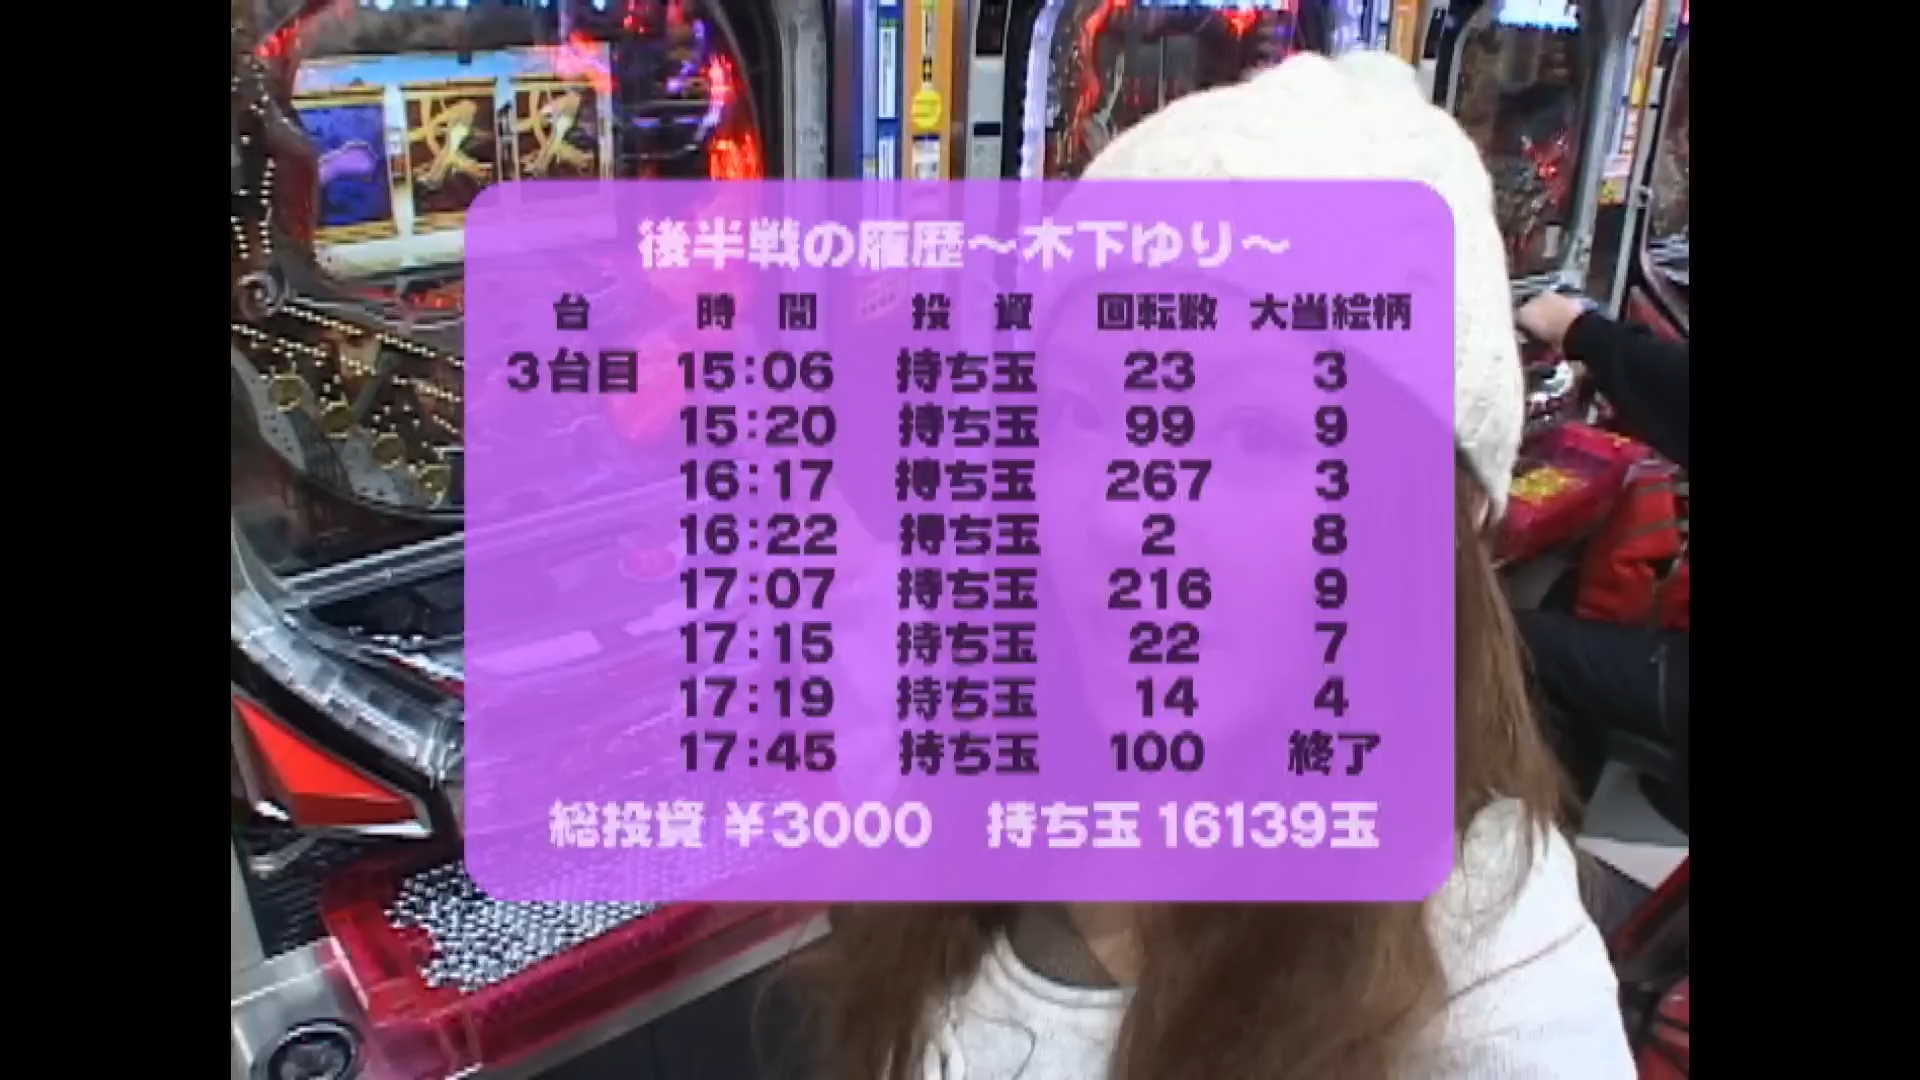 後半戦の履歴～木下ゆり～
台 時間 投資 回転数 大当絵柄
3台目 15:06 持ち玉 23 3
15:20 持ち玉 99 9
16:17 持ち玉 267 3
16:22 持ち玉 2 8
17:07 持ち玉 216 9
17:15 持ち玉 22 7
17:19 持ち玉 14 4
17:45 持ち玉 100 終了
総投資 ¥3000 持ち玉 16139玉